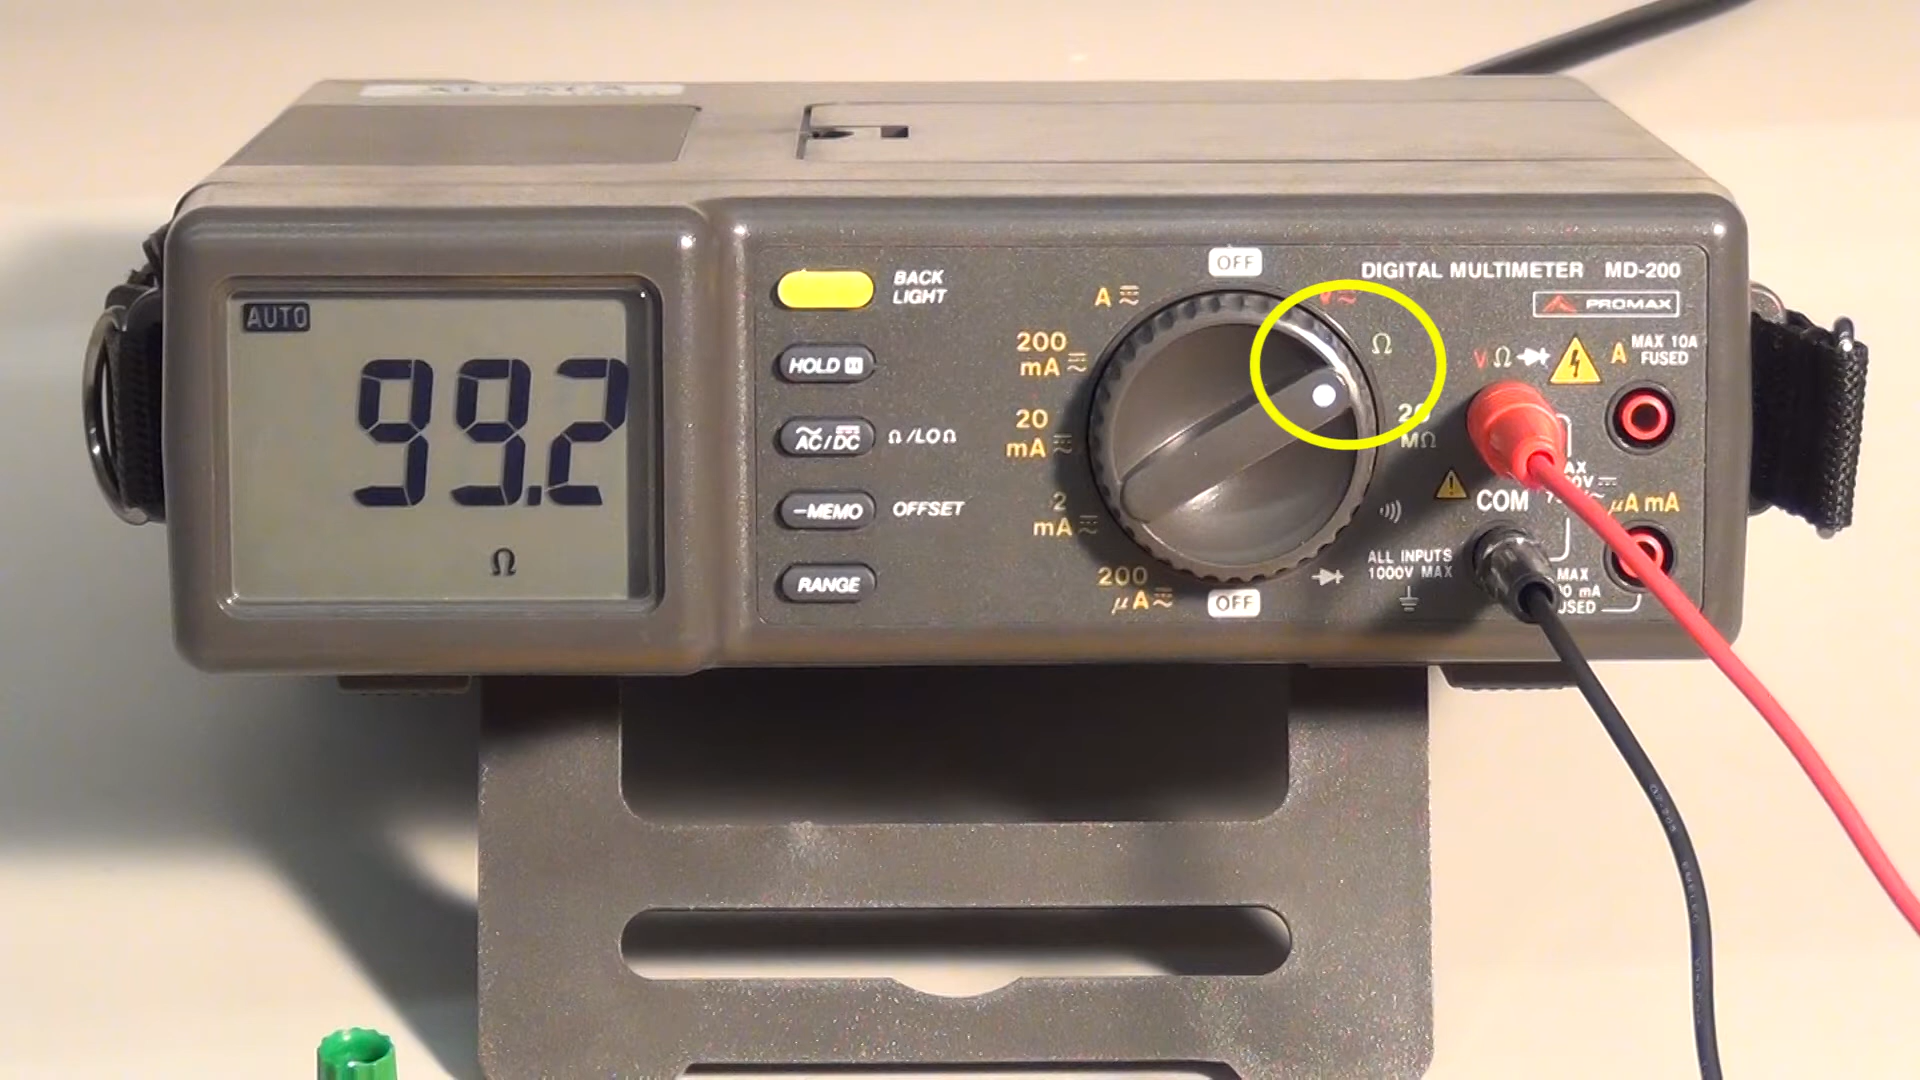 AUTO
99.2
Ω
BACK
LIGHT
HOLD H
AC/DC
Ω/LOΩ
-MEMO
OFFSET
RANGE
OFF
A
200
mA
20
mA
2
mA
200
μA
OFF
V
Ω
20
MΩ
DIGITAL MULTIMETER MD-200
PROMAX
V Ω
A
MAX 10A
FUSED
COM
μA mA
ALL INPUTS
1000V MAX
MAX